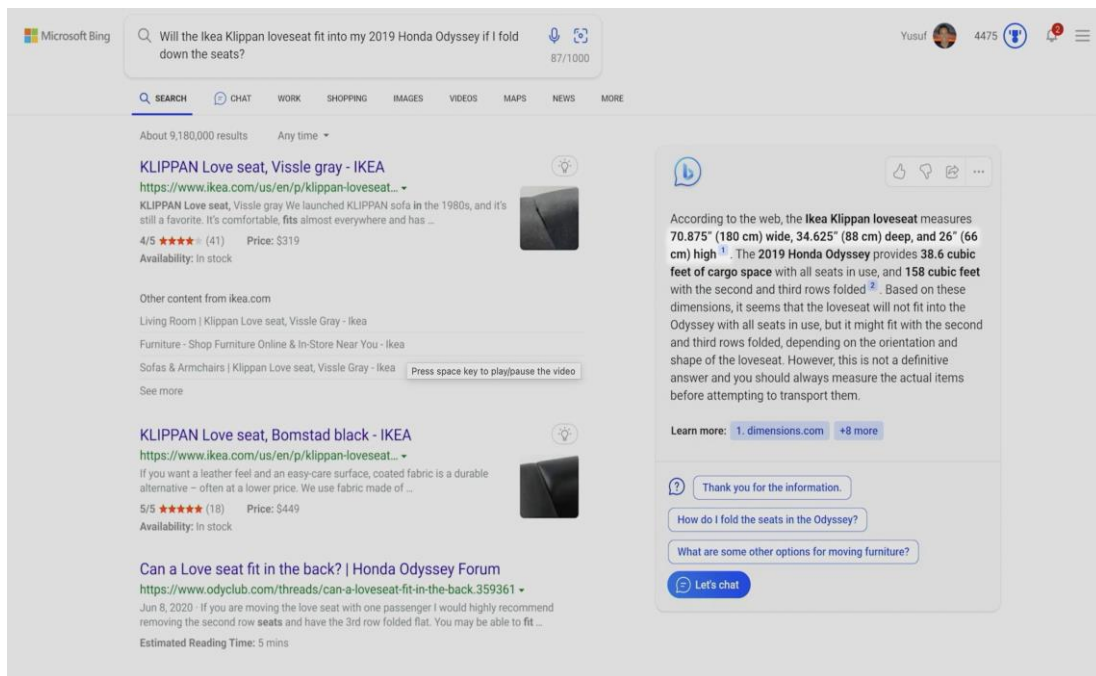 Microsoft Bing
Will the Ikea Klippan loveseat fit into my 2019 Honda Odyssey if I fold
down the seats?
87/1000
Yusuf
4475
2
SEARCH
CHAT
WORK
SHOPPING
IMAGES
VIDEOS
MAPS
NEWS
MORE
About 9,180,000 results
Any time
KLIPPAN Love seat, Vissle gray - IKEA
https://www.ikea.com/us/en/p/klippan-loveseat...
KLIPPAN Love seat, Vissle gray We launched KLIPPAN sofa in the 1980s, and it's
still a favorite. It's comfortable, fits almost everywhere and has ...
4/5 ★★★★★ (41) Price: $319
Availability: In stock
Other content from ikea.com
Living Room | Klippan Love seat, Vissle Gray - Ikea
Furniture - Shop Furniture Online & In-Store Near You - Ikea
Sofas & Armchairs | Klippan Love seat, Vissle Gray - Ikea
Press space key to play/pause the video
See more
KLIPPAN Love seat, Bomstad black - IKEA
https://www.ikea.com/us/en/p/klippan-loveseat...
If you want a leather feel and an easy-care surface, coated fabric is a durable
alternative – often at a lower price. We use fabric made of ...
5/5 ★★★★★ (18) Price: $449
Availability: In stock
Can a Love seat fit in the back? | Honda Odyssey Forum
https://www.odyclub.com/threads/can-a-loveseat-fit-in-the-back.359361
Jun 8, 2020 · If you are moving the love seat with one passenger I would highly recommend
removing the second row seats and have the 3rd row folded flat. You may be able to fit ...
Estimated Reading Time: 5 mins
According to the web, the Ikea Klippan loveseat measures
70.875" (180 cm) wide, 34.625" (88 cm) deep, and 26" (66
cm) high 1 . The 2019 Honda Odyssey provides 38.6 cubic
feet of cargo space with all seats in use, and 158 cubic feet
with the second and third rows folded 2 . Based on these
dimensions, it seems that the loveseat will not fit into the
Odyssey with all seats in use, but it might fit with the second
and third rows folded, depending on the orientation and
shape of the loveseat. However, this is not a definitive
answer and you should always measure the actual items
before attempting to transport them.
Learn more: 1. dimensions.com +8 more
Thank you for the information.
How do I fold the seats in the Odyssey?
What are some other options for moving furniture?
Let's chat